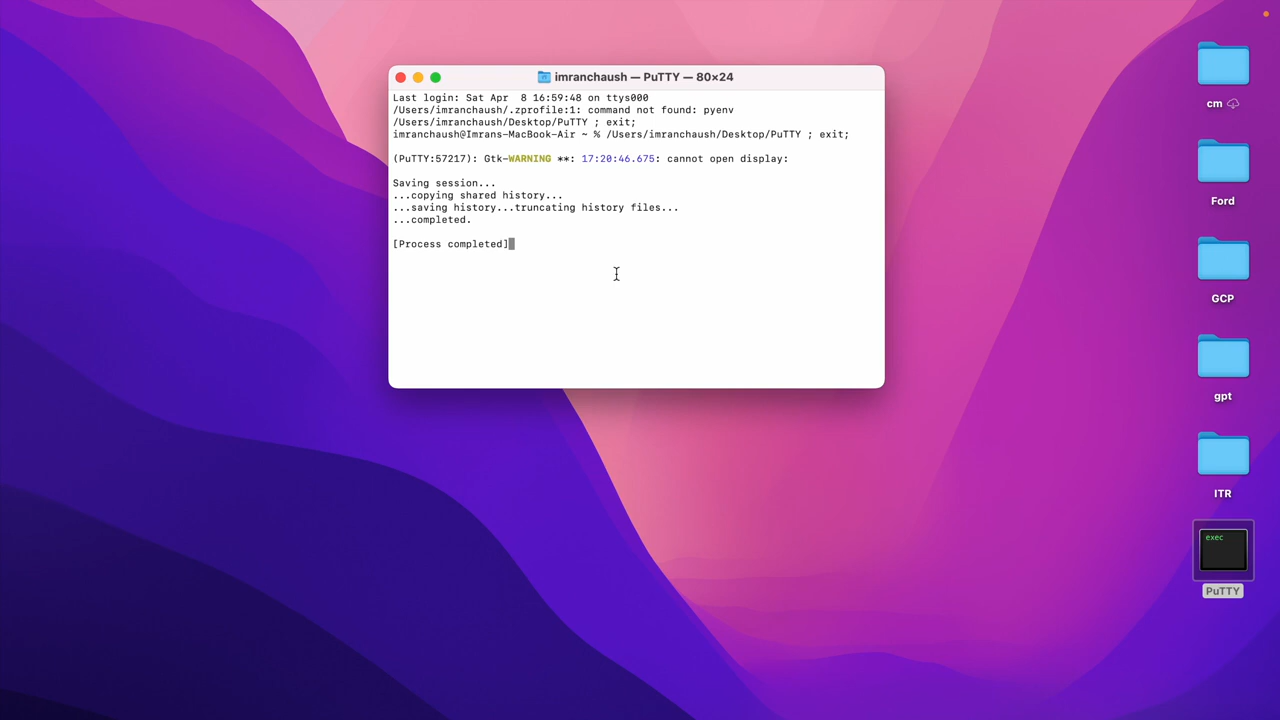 imranchaush — PuTTY — 80×24
Last login: Sat Apr  8 16:59:48 on ttys000
/Users/imranchaush/.zprofile:1: command not found: pyenv
/Users/imranchaush/Desktop/PuTTY ; exit;
imranchaush@Imrans-MacBook-Air ~ % /Users/imranchaush/Desktop/PuTTY ; exit;
(PuTTY:57217): Gtk-WARNING **: 17:20:46.675: cannot open display:
Saving session...
...copying shared history...
...saving history...truncating history files...
...completed.
[Process completed]
cm
Ford
GCP
gpt
ITR
exec
PuTTY